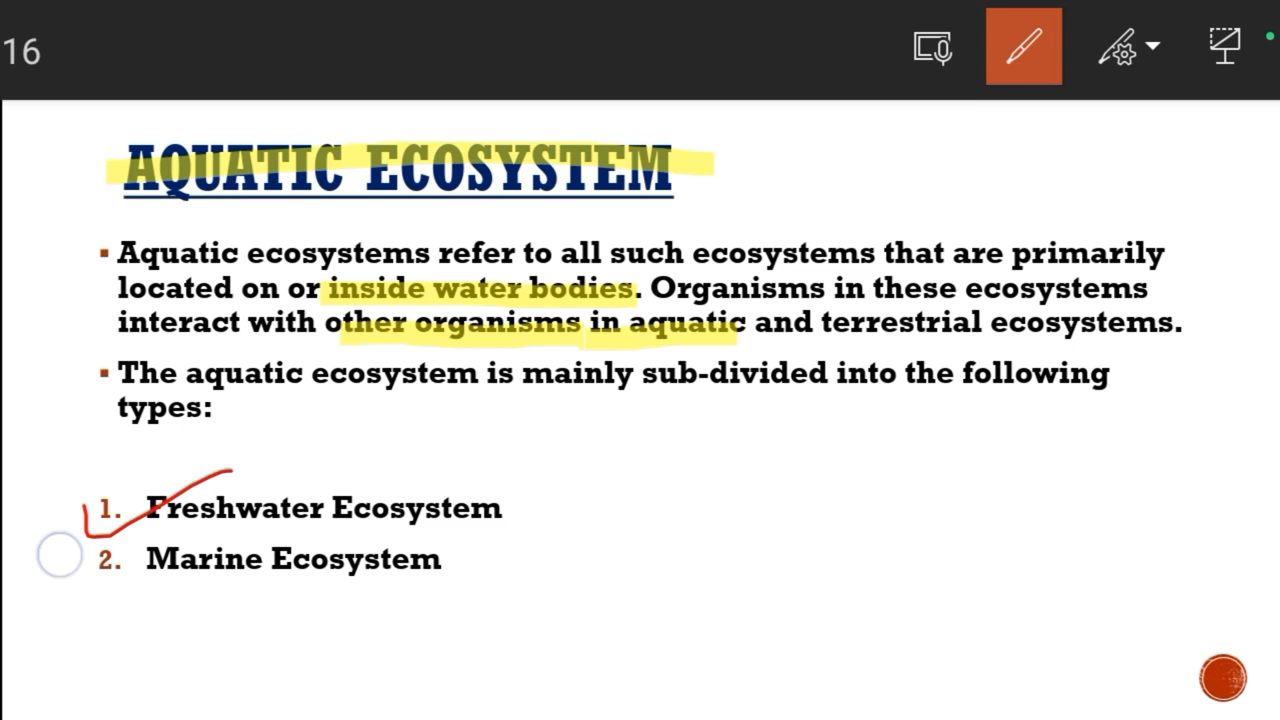 16
AQUATIC ECOSYSTEM
▪ Aquatic ecosystems refer to all such ecosystems that are primarily
located on or inside water bodies. Organisms in these ecosystems
interact with other organisms in aquatic and terrestrial ecosystems.
▪ The aquatic ecosystem is mainly sub-divided into the following
types:
1. Freshwater Ecosystem
2. Marine Ecosystem